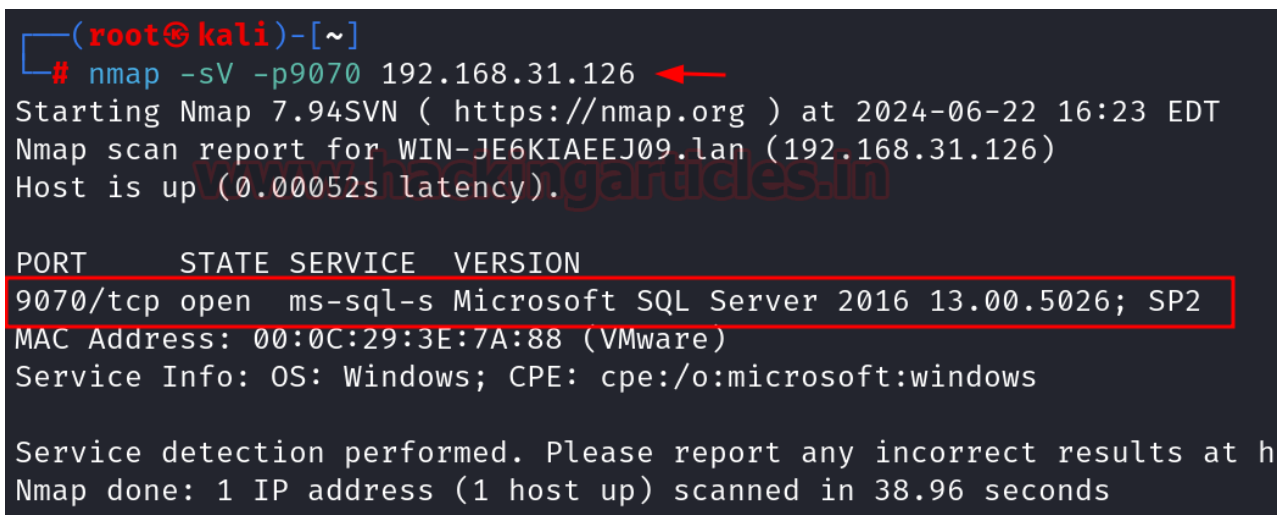 (root㉿kali)-[~]
# nmap -sV -p9070 192.168.31.126
Starting Nmap 7.94SVN ( https://nmap.org ) at 2024-06-22 16:23 EDT
Nmap scan report for WIN-JE6KIAEEJ09.lan (192.168.31.126)
www.hackingarticles.in
Host is up (0.00052s latency).
PORT STATE SERVICE VERSION
9070/tcp open ms-sql-s Microsoft SQL Server 2016 13.00.5026; SP2
MAC Address: 00:0C:29:3E:7A:88 (VMware)
Service Info: OS: Windows; CPE: cpe:/o:microsoft:windows
Service detection performed. Please report any incorrect results at h
Nmap done: 1 IP address (1 host up) scanned in 38.96 seconds